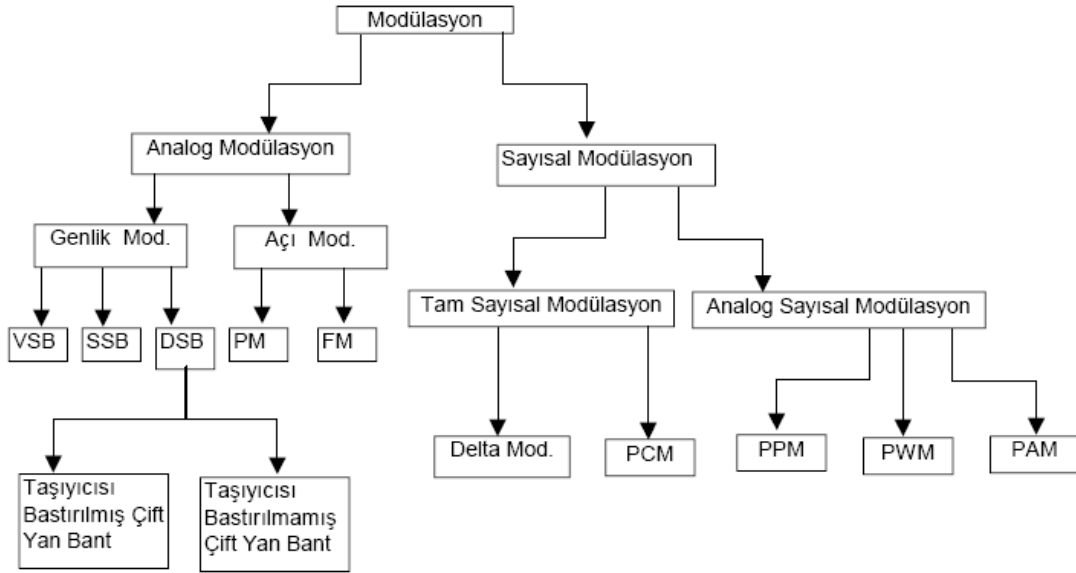 Modülasyon
Analog Modülasyon
Sayısal Modülasyon
Genlik Mod.
Açı Mod.
Tam Sayısal Modülasyon
Analog Sayısal Modülasyon
VSB
SSB
DSB
PM
FM
Delta Mod.
PCM
PPM
PWM
PAM
Taşıyıcısı
Bastırılmış Çift
Yan Bant
Taşıyıcısı
Bastırılmamış
Çift Yan Bant